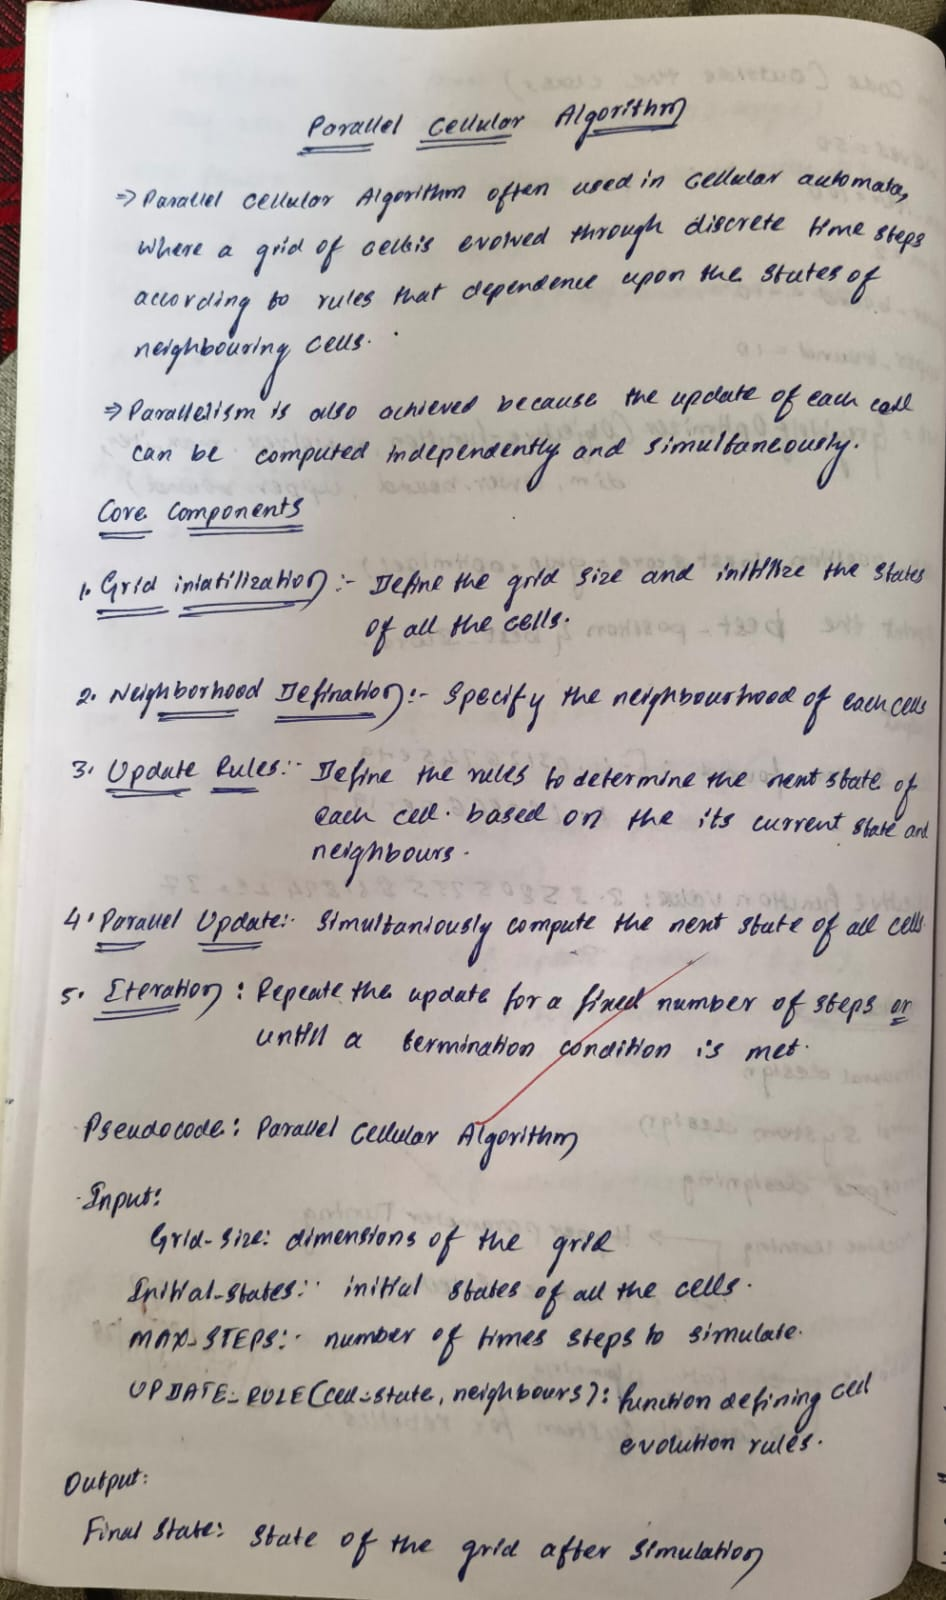 Parallel Cellular Algorithm
⇒ Parallel cellular Algorithm often used in cellular automata,
where a grid of cells is evolved through discrete time steps
according to rules that dependence upon the states of
neighbouring cells.
⇒ Parallelism is also achieved because the update of each cell
can be computed independently and simultaneously.
Core Components
1. Grid iniatilization :- Define the grid size and initilize the states
of all the cells.
2. Neighborhood Defination :- Specify the neighbourhood of each cells
3. Update Rules :- Define the rules to determine the next state of
each cell. based on the its current state and
neighbours.
4. Parallel Update :- Simultaniously compute the next state of all cells
5. Iteration : Repeate the update for a fixed number of steps or
until a termination condition is met.
Pseudocode : Parallel Cellular Algorithm
Input :
Grid-size : dimensions of the grid
Initial-states :- initial states of all the cells.
MAX-STEPS :- number of times steps to simulate.
UPDATE-RULE (cell-state, neighbours) : function defining cell
evolution rules.
Output :
Final State : State of the grid after simulation